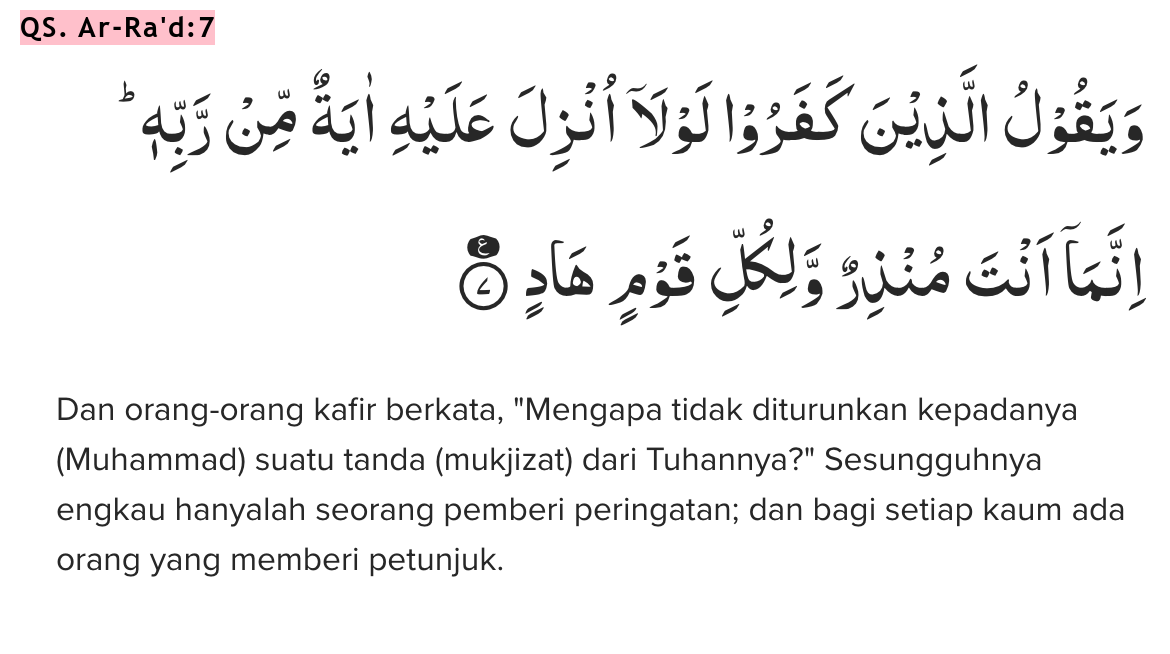 QS. Ar-Ra'd:7
وَيَقُوْلُ الَّذِيْنَ كَفَرُوْا لَوْلَآ اُنْزِلَ عَلَيْهِ اٰيَةٌ مِّنْ رَّبِّهٖۗ
اِنَّمَآ اَنْتَ مُنْذِرٌ وَّلِكُلِّ قَوْمٍ هَادٍ ࣖ ٧
Dan orang-orang kafir berkata, "Mengapa tidak diturunkan kepadanya
(Muhammad) suatu tanda (mukjizat) dari Tuhannya?" Sesungguhnya
engkau hanyalah seorang pemberi peringatan; dan bagi setiap kaum ada
orang yang memberi petunjuk.